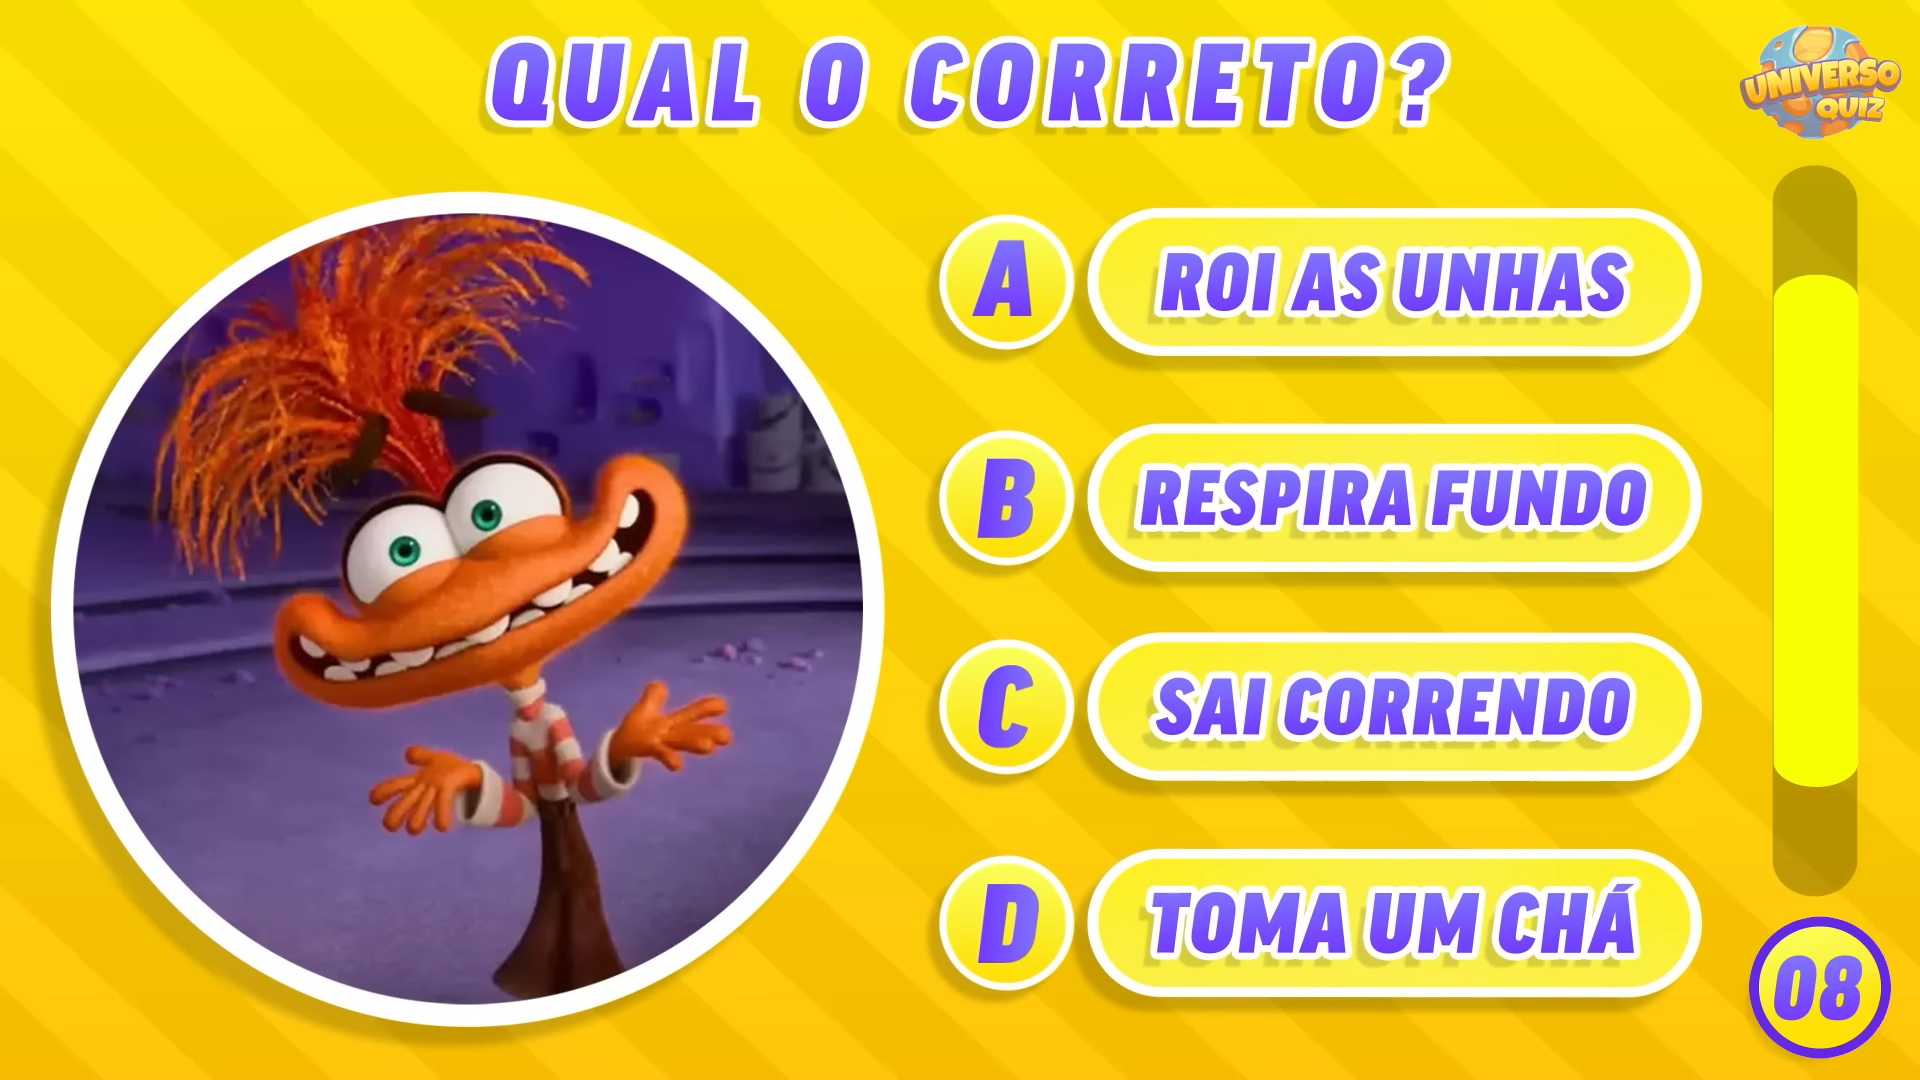 QUAL O CORRETO?
UNIVERSO
QUIZ
A ROI AS UNHAS
B RESPIRA FUNDO
C SAI CORRENDO
D TOMA UM CHÁ
08